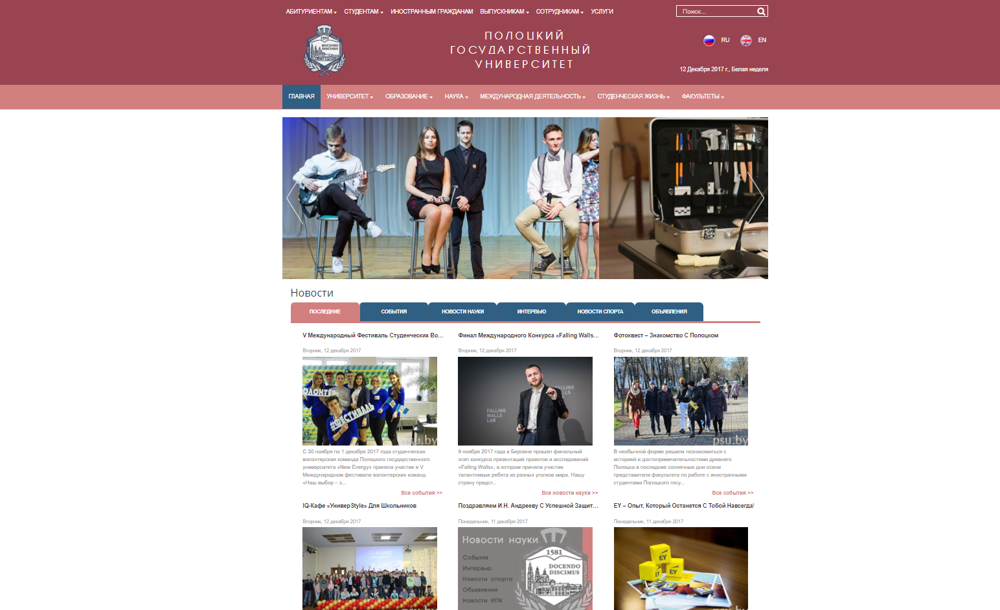 АБИТУРИЕНТАМ СТУДЕНТАМ ИНОСТРАННЫМ ГРАЖДАНАМ ВЫПУСКНИКАМ СОТРУДНИКАМ УСЛУГИ
Поиск...
1581
DOCENDO
DISCIMUS
ПОЛОЦКИЙ
ГОСУДАРСТВЕННЫЙ
УНИВЕРСИТЕТ
RU EN
12 Декабря 2017 г., Белая неделя
ГЛАВНАЯ УНИВЕРСИТЕТ ОБРАЗОВАНИЕ НАУКА МЕЖДУНАРОДНАЯ ДЕЯТЕЛЬНОСТЬ СТУДЕНЧЕСКАЯ ЖИЗНЬ ФАКУЛЬТЕТЫ
Новости
ПОСЛЕДНИЕ СОБЫТИЯ НОВОСТИ НАУКИ ИНТЕРВЬЮ НОВОСТИ СПОРТА ОБЪЯВЛЕНИЯ
V Международный Фестиваль Студенческих Во...
Вторник, 12 декабря 2017
ВОЛОНТЕР
#ФЕСТИВАЛЬ
psu.by
С 30 ноября по 1 декабря 2017 года студенческая
волонтерская команда Полоцкого государственного
университета «New Energy» приняла участие в V
Международном фестивале волонтерских команд
«Наш выбор – з...
Все события >>
Финал Международного Конкурса «Falling Walls...
Вторник, 12 декабря 2017
FALLING
WALLS
LAB
FALLING
WALLS
LAB
9 ноября 2017 года в Берлине прошел финальный
этап конкурса презентаций проектов и исследований
«Falling Walls», в котором приняли участие
талантливые ребята из разных уголков мира. Нашу
страну предст...
Все новости науки >>
Фотоквест – Знакомство С Полоцком
Вторник, 12 декабря 2017
psu.by
В необычной форме решили познакомиться с
историей и достопримечательностями древнего
Полоцка в последние солнечные дни осени
представители факультета по работе с иностранными
студентами Полоцкого госу...
Все события >>
IQ-Кафе «УниверStyle» Для Школьников
Вторник, 12 декабря 2017
КАФЕ
psu.by
Поздравляем И.Н. Андрееву С Успешной Защит...
Понедельник, 11 декабря 2017
Новости науки
События
Интервью
Новости спорта
Объявления
Новости ИПК
1581
DOCENDO
DISCIMUS
EY – Опыт, Который Останется С Тобой Навсегда!
Понедельник, 11 декабря 2017
EY
EY
psu.by